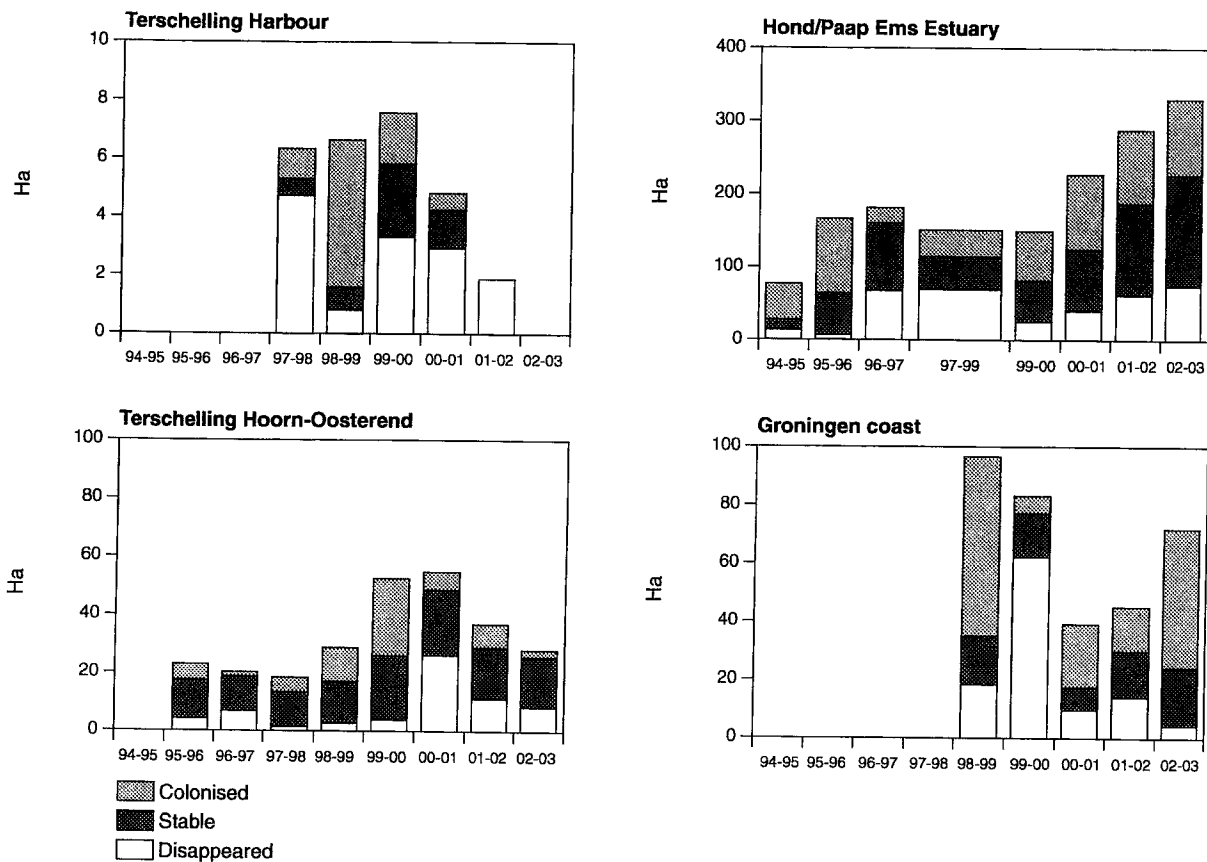 Terschelling Harbour
10
8
6
4
2
0
Ha
94-95 95-96 96-97 97-98 98-99 99-00 00-01 01-02 02-03
Hond/Paap Ems Estuary
400
300
200
100
0
Ha
94-95 95-96 96-97 97-99 99-00 00-01 01-02 02-03
Terschelling Hoorn-Oosterend
100
80
60
40
20
0
Ha
94-95 95-96 96-97 97-98 98-99 99-00 00-01 01-02 02-03
Groningen coast
100
80
60
40
20
0
Ha
94-95 95-96 96-97 97-98 98-99 99-00 00-01 01-02 02-03
Colonised
Stable
Disappeared